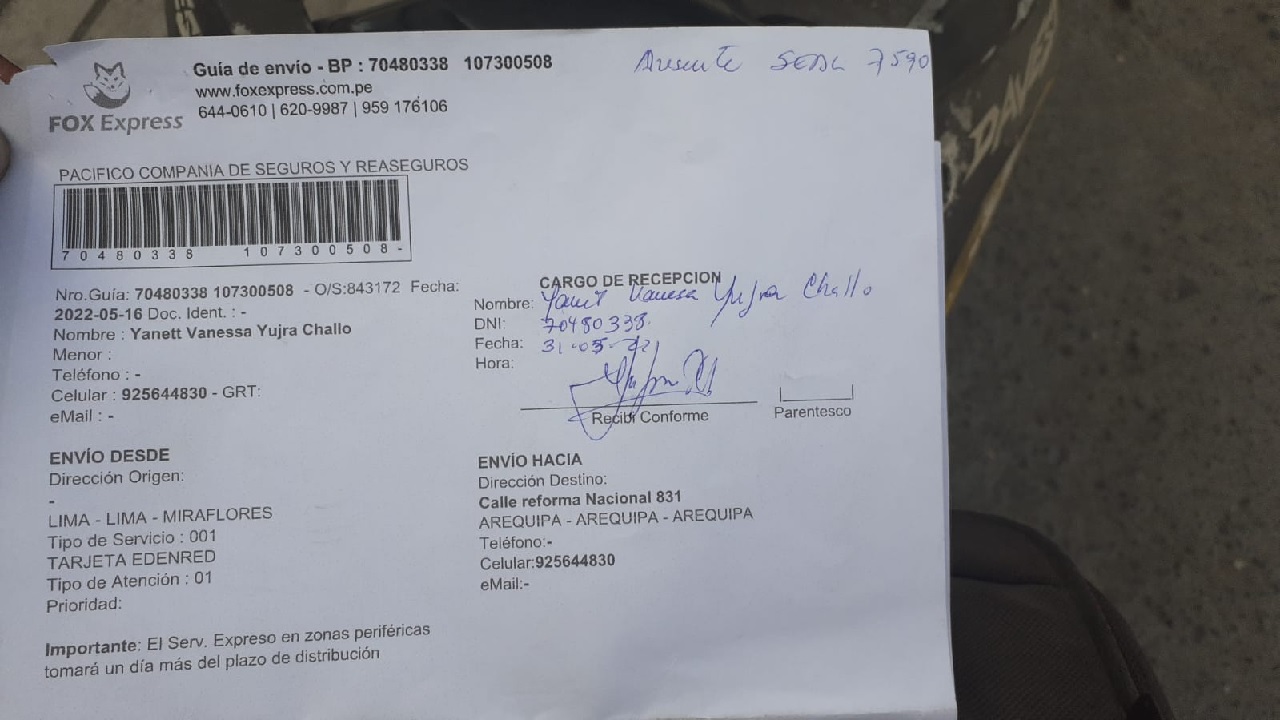 Guía de envío - BP : 70480338 107300508
www.foxexpress.com.pe
644-0610 | 620-9987 | 959 176106
FOX Express
7590
PACIFICO COMPANIA DE SEGUROS Y REASEGUROS
70480338 107300508-
Nro.Guía: 70480338 107300508 - O/S:843172 Fecha:
2022-05-16 Doc. Ident. : -
Nombre : Yanett Vanessa Yujra Challo
Menor :
Teléfono : -
Celular : 925644830 - GRT:
eMail : -
CARGO DE RECEPCION
Nombre: Yanet Vanesa Yujra Challo
DNI: 70480338
Fecha: 31-05-22
Hora:
Recibí Conforme
Parentesco
ENVÍO DESDE
Dirección Origen:
-
LIMA - LIMA - MIRAFLORES
Tipo de Servicio : 001
TARJETA EDENRED
Tipo de Atención : 01
Prioridad:
ENVÍO HACIA
Dirección Destino:
Calle reforma Nacional 831
AREQUIPA - AREQUIPA - AREQUIPA
Teléfono:-
Celular:925644830
eMail:-
Importante: El Serv. Expreso en zonas periféricas
tomará un día más del plazo de distribución